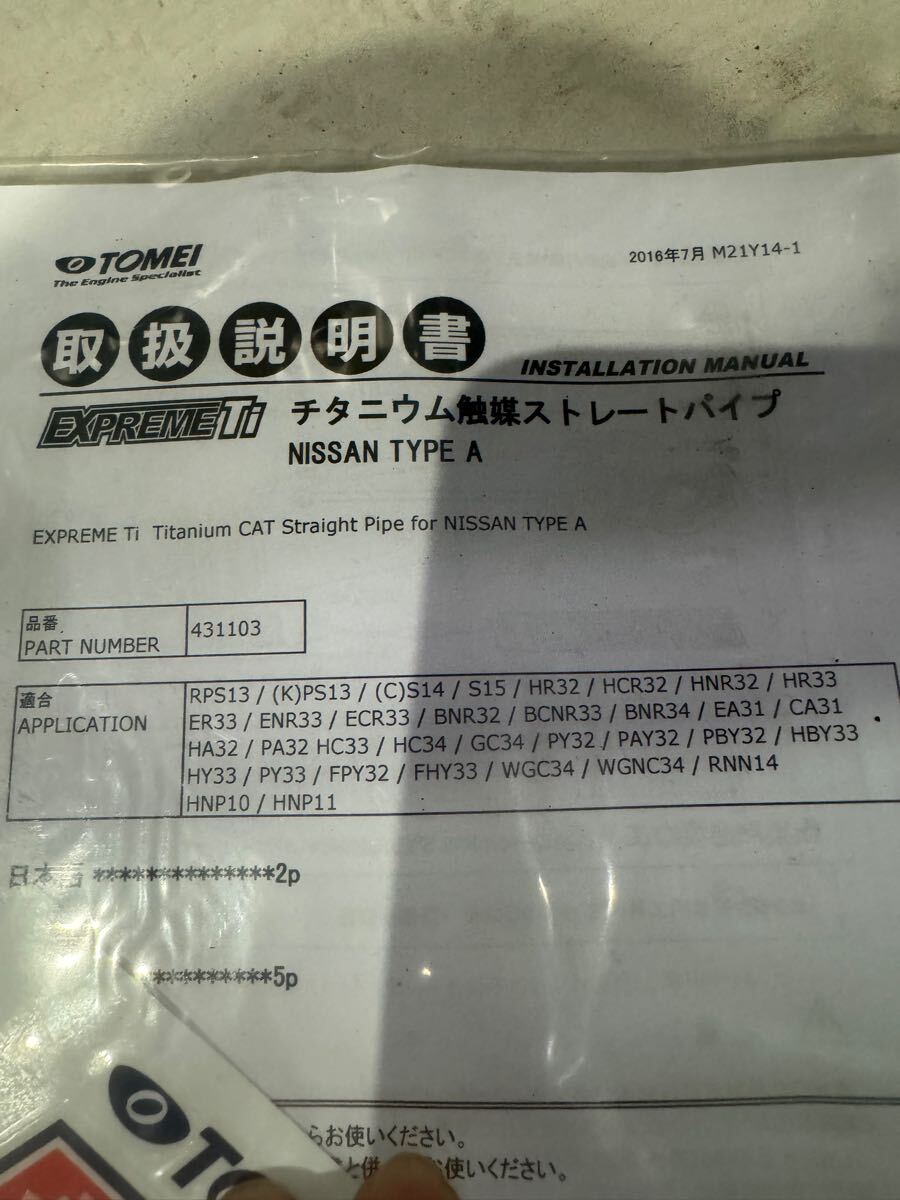 TOMEI
The Engine Specialist
2016年7月 M21Y14-1
取扱説明書
INSTALLATION MANUAL
EXPREME Ti チタニウム触媒ストレートパイプ
NISSAN TYPE A
EXPREME Ti Titanium CAT Straight Pipe for NISSAN TYPE A
品番
PART NUMBER
431103
適合
APPLICATION
RPS13 / (K)PS13 / (C)S14 / S15 / HR32 / HCR32 / HNR32 / HR33
ER33 / ENR33 / ECR33 / BNR32 / BCNR33 / BNR34 / EA31 / CA31
HA32 / PA32 HC33 / HC34 / GC34 / PY32 / PAY32 / PBY32 / HBY33
HY33 / PY33 / FPY32 / FHY33 / WGC34 / WGNC34 / RNN14
HNP10 / HNP11
日本語 **************2p
*********5p
らお使いください。
お使いください。